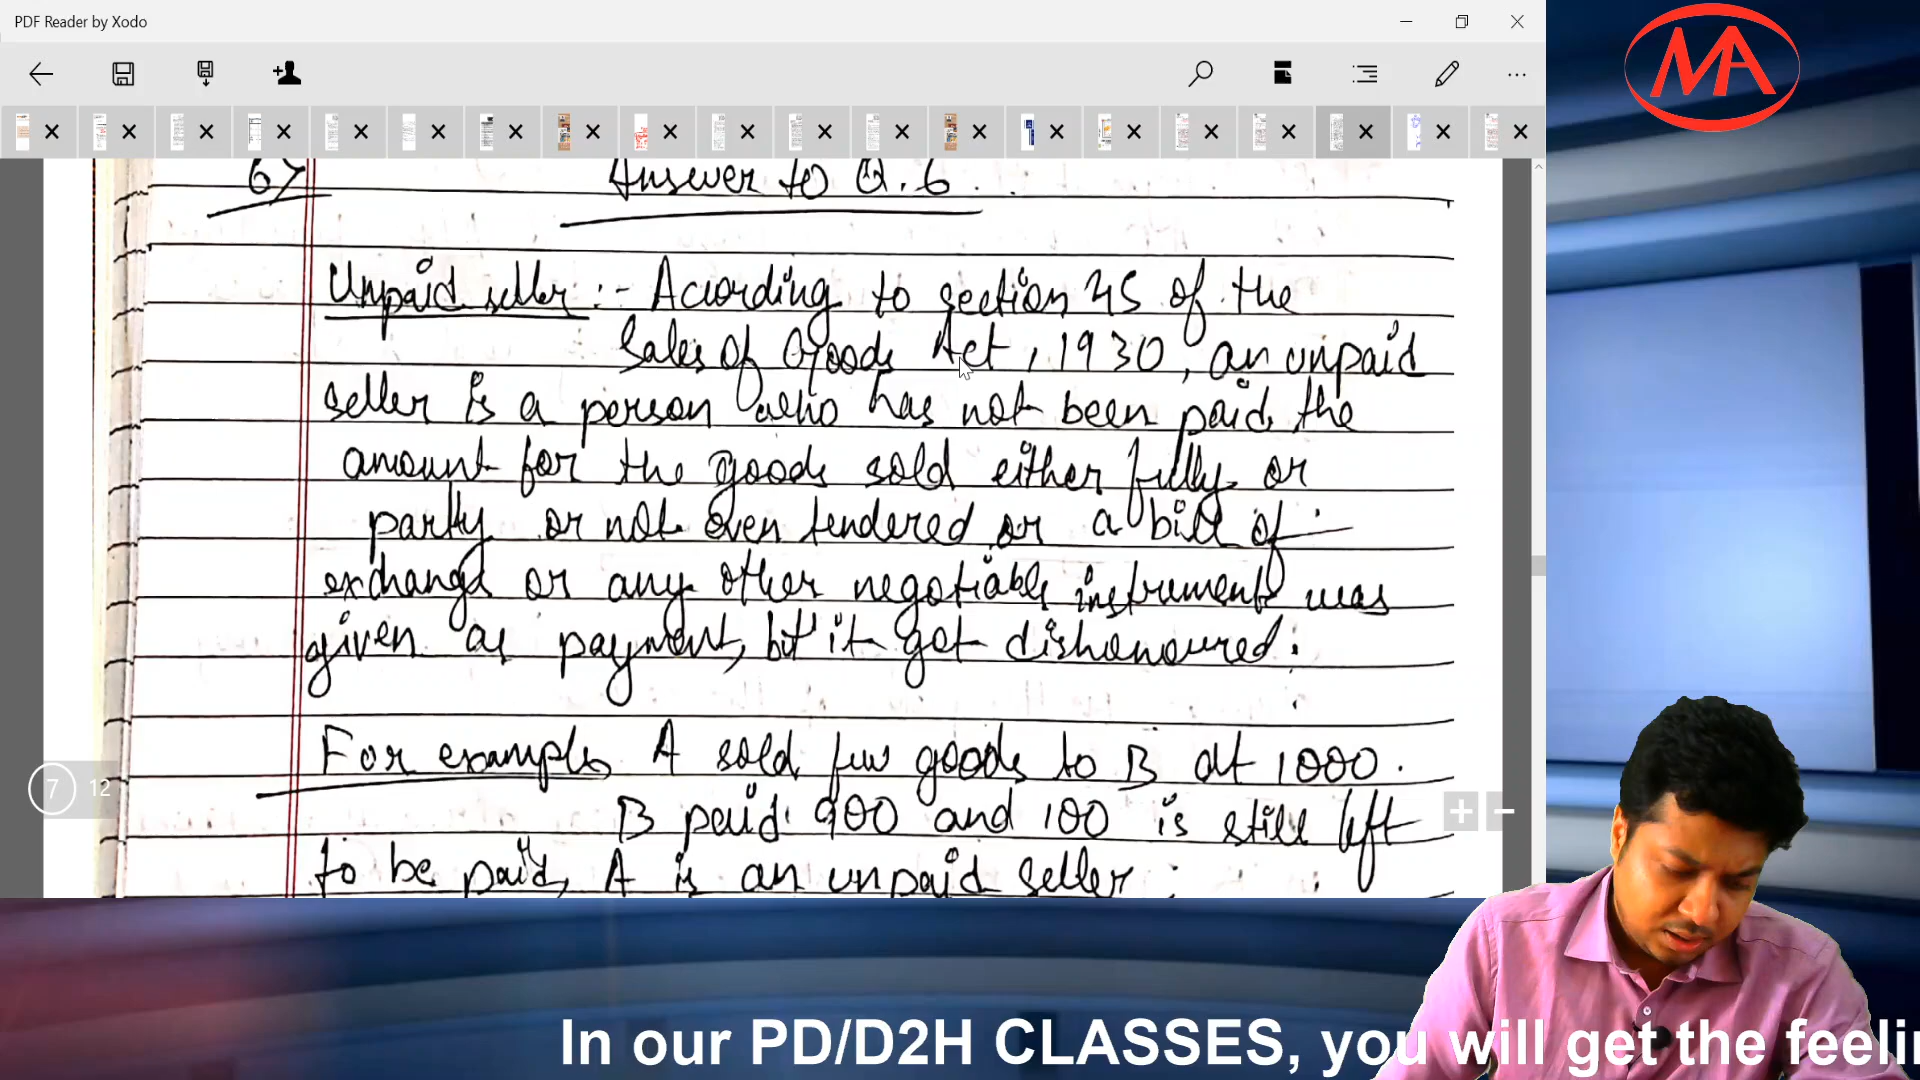 PDF Reader by Xodo
MA
6>
Answer to Q.6.
Unpaid seller :- Acording to section 45 of the
Sales Of Goods Act, 1930, an unpaid
seller is a person who has not been paid the
amount for the goods sold either fully or
partly or not even tendered or a bill of
exchange or any other negotiable instrument was
given as payment, but it got dishonoured.
For example A sold few goods to B at 1000.
B paid 900 and 100 is still left
to be paid, A is an unpaid seller.
7 12
In our PD/D2H CLASSES, you will get the feelin